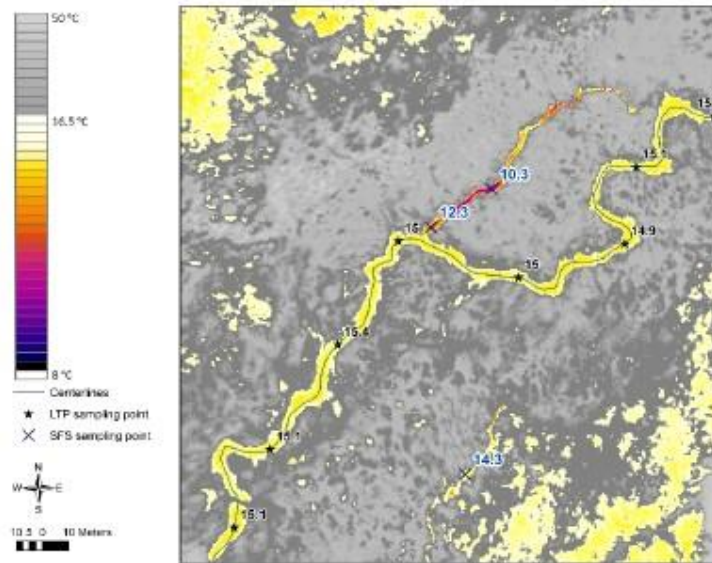 50°C
16.5°C
8°C
Centerlines
LTP sampling point
SFS sampling point
N
W
E
S
10.5 0 10 Meters
15
15.1
10.3
12.3
15
14.9
15
15.4
15.1
14.3
15.1